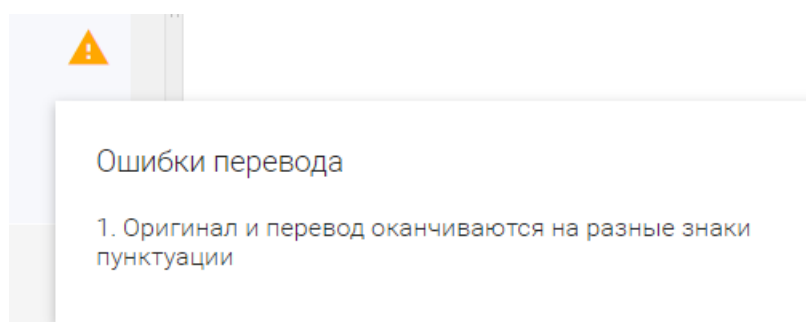 Ошибки перевода
1. Оригинал и перевод оканчиваются на разные знаки
пунктуации